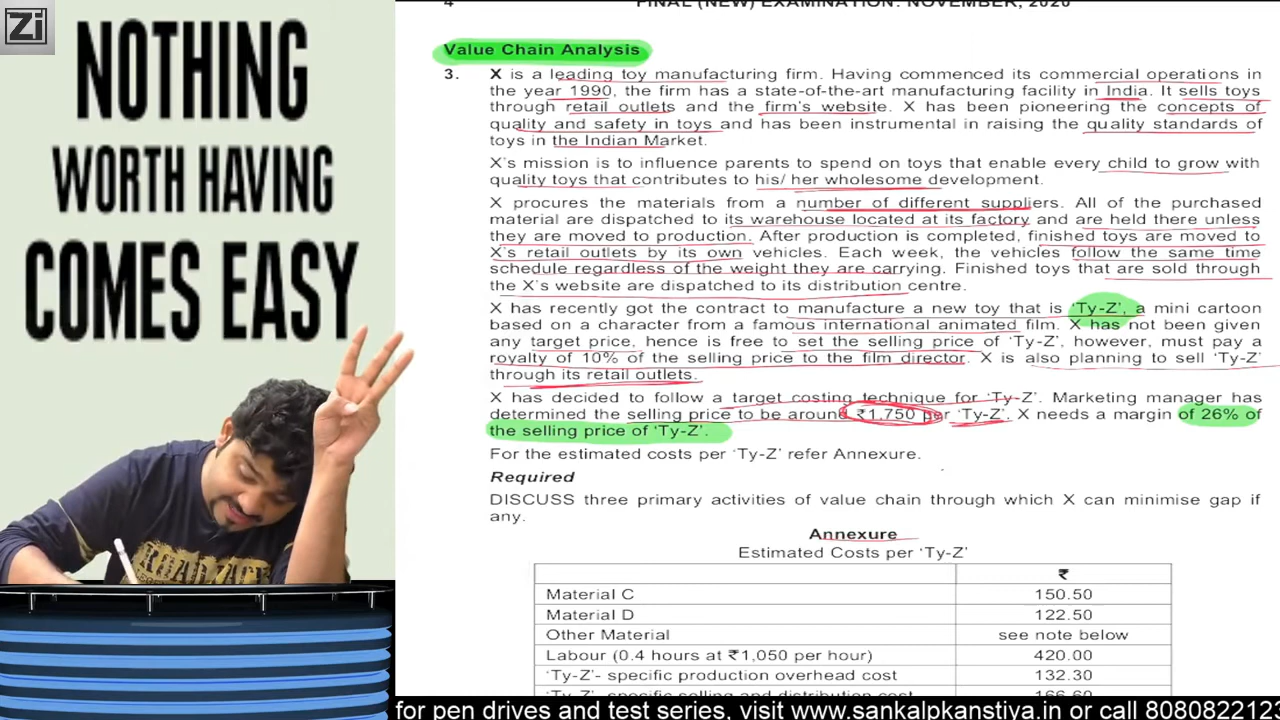 Zi
NOTHING
WORTH HAVING
COMES EASY
4 FINAL (NEW) EXAMINATION: NOVEMBER, 2020
Value Chain Analysis
3. X is a leading toy manufacturing firm. Having commenced its commercial operations in
the year 1990, the firm has a state-of-the-art manufacturing facility in India. It sells toys
through retail outlets and the firm's website. X has been pioneering the concepts of
quality and safety in toys and has been instrumental in raising the quality standards of
toys in the Indian Market.
X's mission is to influence parents to spend on toys that enable every child to grow with
quality toys that contributes to his/ her wholesome development.
X procures the materials from a number of different suppliers. All of the purchased
material are dispatched to its warehouse located at its factory and are held there unless
they are moved to production. After production is completed, finished toys are moved to
X's retail outlets by its own vehicles. Each week, the vehicles follow the same time
schedule regardless of the weight they are carrying. Finished toys that are sold through
the X's website are dispatched to its distribution centre.
X has recently got the contract to manufacture a new toy that is 'Ty-Z', a mini cartoon
based on a character from a famous international animated film. X has not been given
any target price, hence is free to set the selling price of 'Ty-Z', however, must pay a
royalty of 10% of the selling price to the film director. X is also planning to sell 'Ty-Z'
through its retail outlets.
X has decided to follow a target costing technique for 'Ty-Z'. Marketing manager has
determined the selling price to be around ₹1,750 per 'Ty-Z'. X needs a margin of 26% of
the selling price of 'Ty-Z'.
For the estimated costs per 'Ty-Z' refer Annexure.
Required
DISCUSS three primary activities of value chain through which X can minimise gap if
any.
Annexure
Estimated Costs per 'Ty-Z'
₹
Material C 150.50
Material D 122.50
Other Material see note below
Labour (0.4 hours at ₹1,050 per hour) 420.00
'Ty-Z'- specific production overhead cost 132.30
'Ty-Z'- specific selling and distribution cost 166.60
for pen drives and test series, visit www.sankalpkanstiya.in or call 8080822122